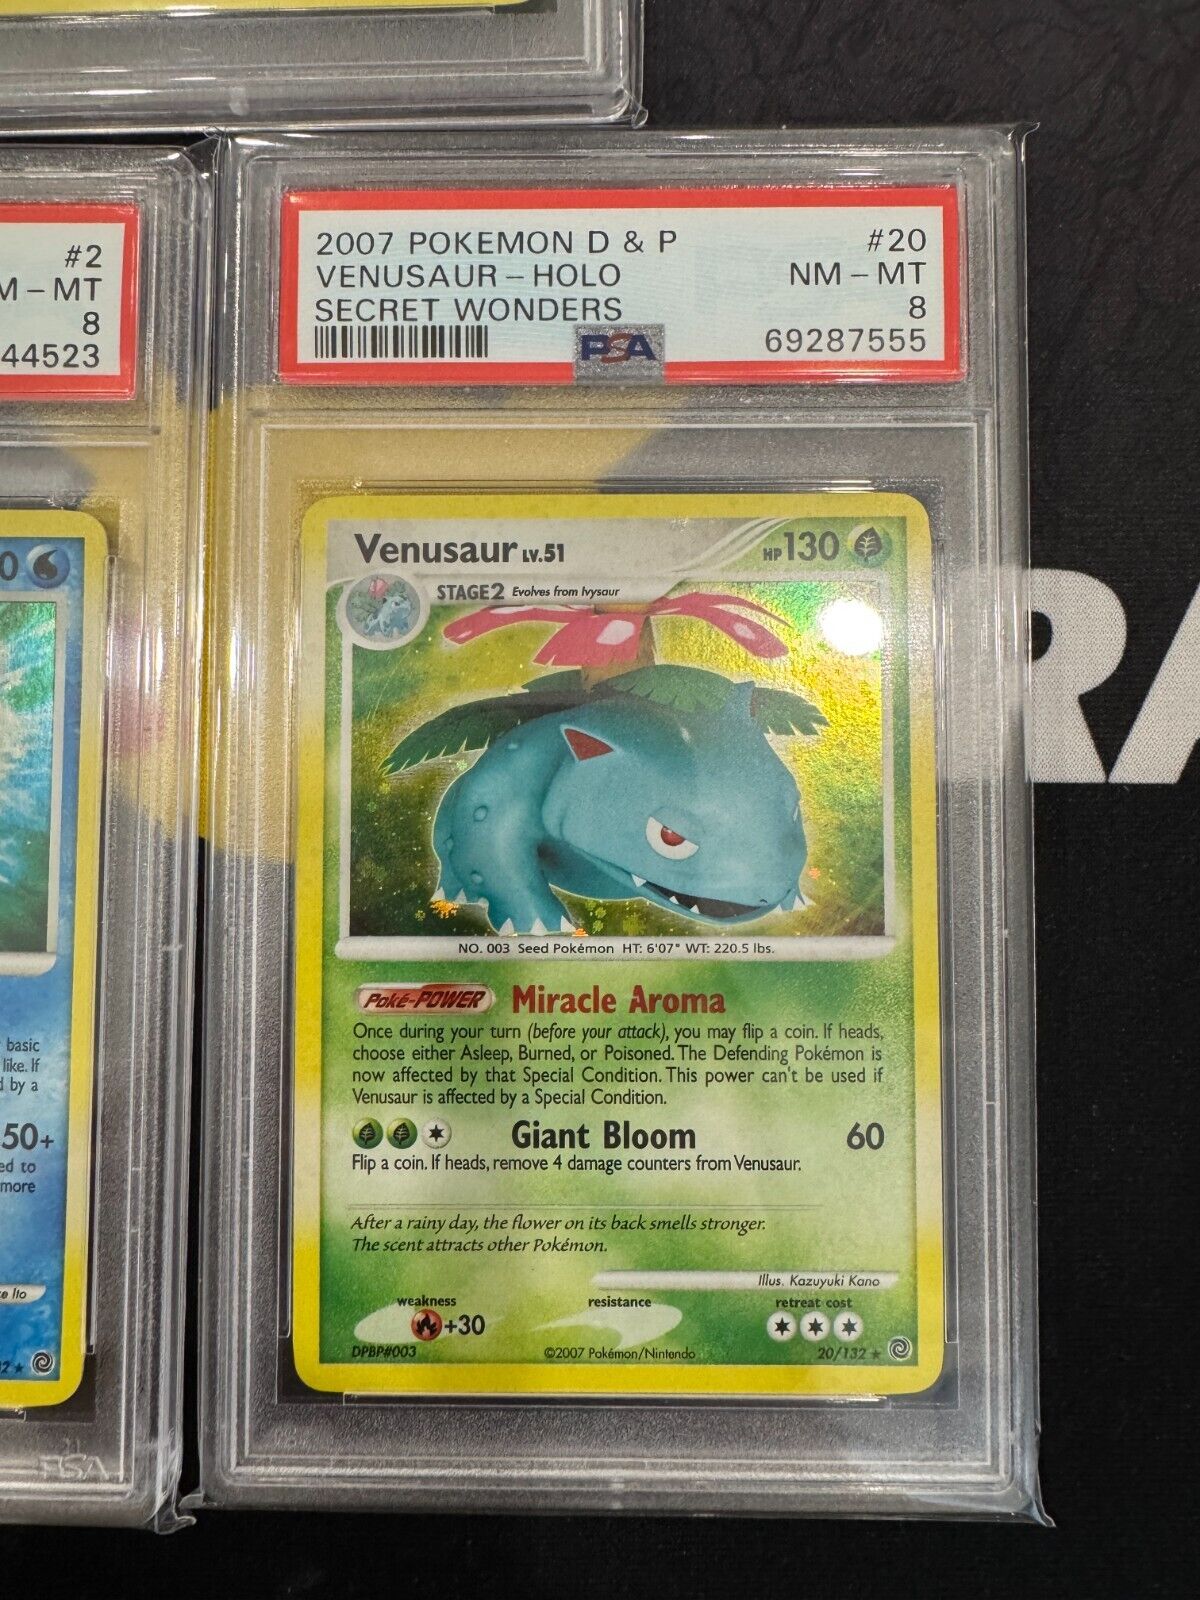 #2
M-MT
8
44523
2007 POKEMON D & P #20
VENUSAUR-HOLO NM-MT
SECRET WONDERS 8
PSA 69287555
RA
Venusaur LV.51 HP 130
STAGE2 Evolves from Ivysaur
NO. 003 Seed Pokémon HT: 6'07" WT: 220.5 lbs.
Poké-POWER Miracle Aroma
Once during your turn (before your attack), you may flip a coin. If heads,
choose either Asleep, Burned, or Poisoned. The Defending Pokémon is
now affected by that Special Condition. This power can't be used if
Venusaur is affected by a Special Condition.
Giant Bloom 60
Flip a coin. If heads, remove 4 damage counters from Venusaur.
After a rainy day, the flower on its back smells stronger.
The scent attracts other Pokémon.
Illus. Kazuyuki Kano
weakness resistance retreat cost
+30
DPBP#003 ©2007 Pokémon/Nintendo 20/132 ★
0
basic
like. If
d by a
50+
ed to
more
Ito
PSA